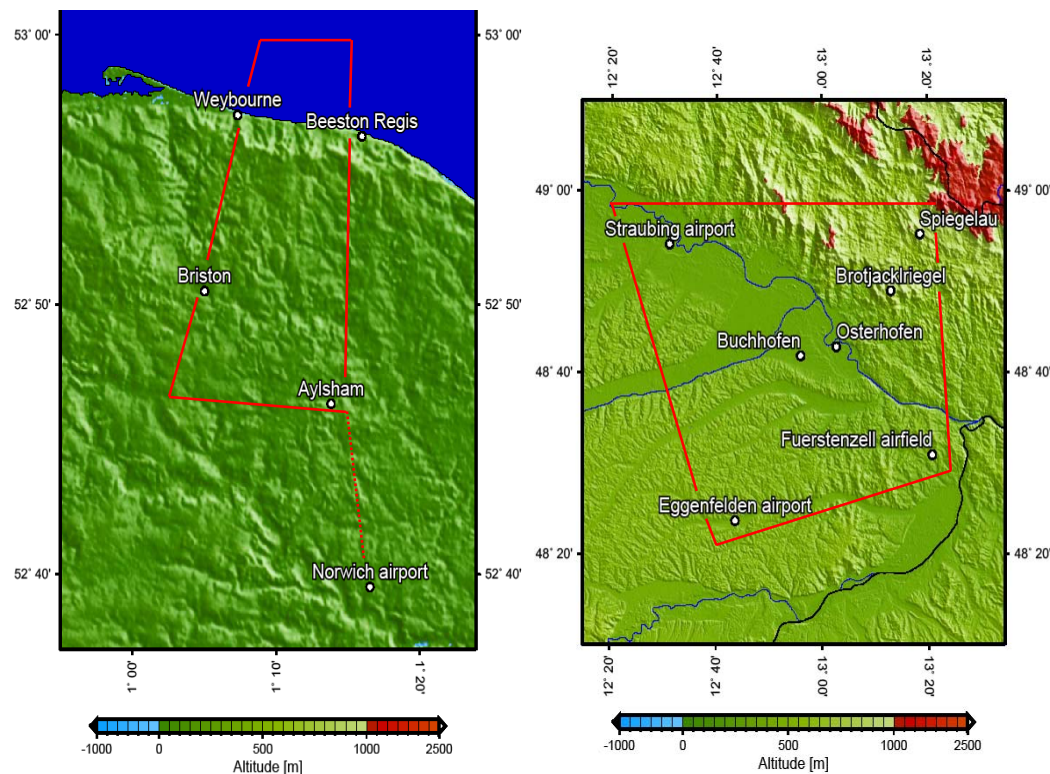 53° 00'
Weybourne
Beeston Regis
Briston
52° 50'
Aylsham
52° 40'
52° 40'
Norwich airport
1° 00'
1° 10'
1° 20'
-1000 0 500 1000 2500
Altitude [m]
12° 20'
12° 40'
13° 00'
13° 20'
49° 00'
49° 00'
Straubing airport
Spiegelau
Brotjacklriegel
Osterhofen
Buchhofen
48° 40'
48° 40'
Fuerstenzell airfield
Eggenfelden airport
48° 20'
48° 20'
12° 20'
12° 40'
13° 00'
13° 20'
-1000 0 500 1000 2500
Altitude [m]
53° 00'
52° 50'